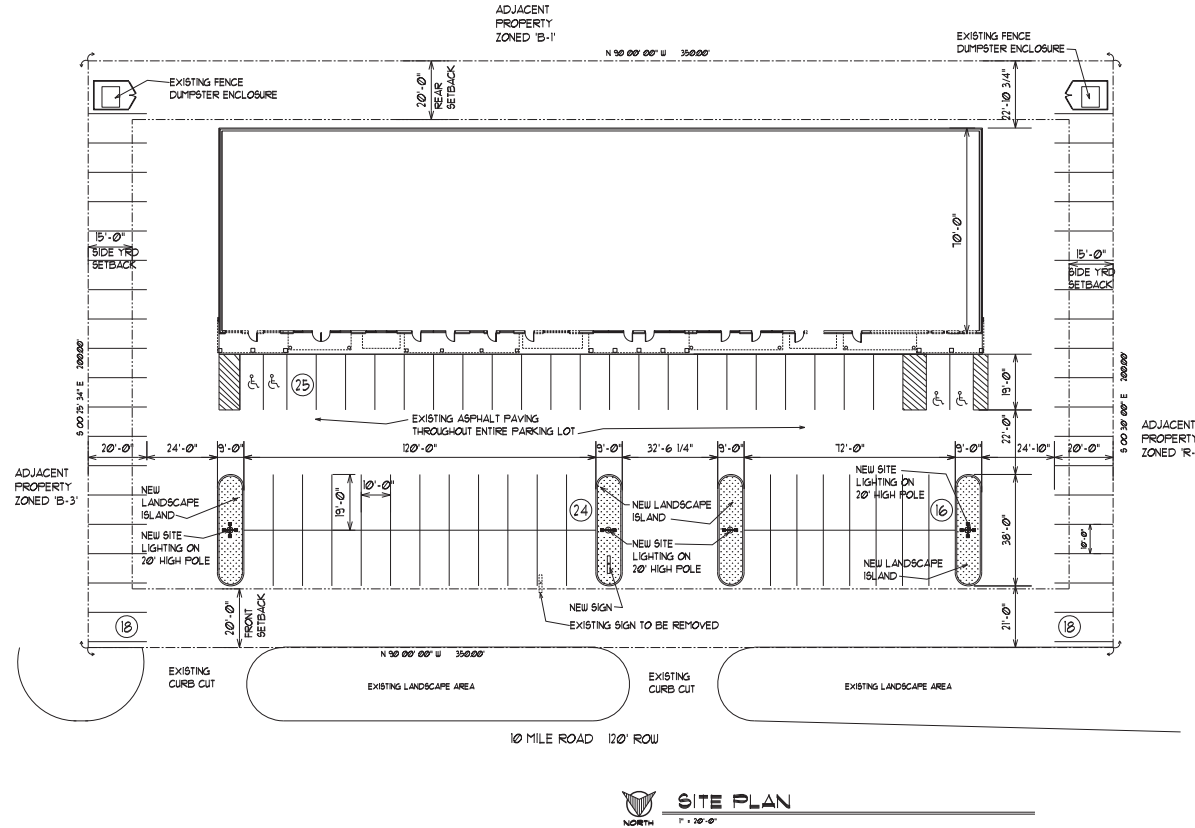 ADJACENT
PROPERTY
ZONED 'B-1'
N 90 00' 00" W 350.00'
EXISTING FENCE
DUMPSTER ENCLOSURE
EXISTING FENCE
DUMPSTER ENCLOSURE
20'-0"
REAR
SETBACK
22'-10 3/4"
70'-0"
15'-0"
SIDE YRD
SETBACK
15'-0"
SIDE YRD
SETBACK
S 00 25' 34" E 200.00'
S 00 30' 00" E 200.00'
25
19'-0"
EXISTING ASPHALT PAVING
THROUGHOUT ENTIRE PARKING LOT
22'-0"
ADJACENT
PROPERTY
ZONED 'R-
20'-0" 24'-0" 9'-0" 120'-0" 9'-0" 32'-6 1/4" 9'-0" 72'-0" 9'-0" 24'-10" 20'-0"
ADJACENT
PROPERTY
ZONED 'B-3'
NEW
LANDSCAPE
ISLAND
19'-0"
10'-0"
24
NEW LANDSCAPE
ISLAND
NEW SITE
LIGHTING ON
20' HIGH POLE
16
NEW SITE
LIGHTING ON
20' HIGH POLE
NEW SITE
LIGHTING ON
20' HIGH POLE
38'-0"
10'-0"
NEW LANDSCAPE
ISLAND
NEW SIGN
EXISTING SIGN TO BE REMOVED
20'-0"
FRONT
SETBACK
21'-0"
18
18
N 90 00' 00" W 350.00'
EXISTING
CURB CUT
EXISTING LANDSCAPE AREA
EXISTING
CURB CUT
EXISTING LANDSCAPE AREA
10 MILE ROAD 120' ROW
SITE PLAN
NORTH
1" = 20'-0"